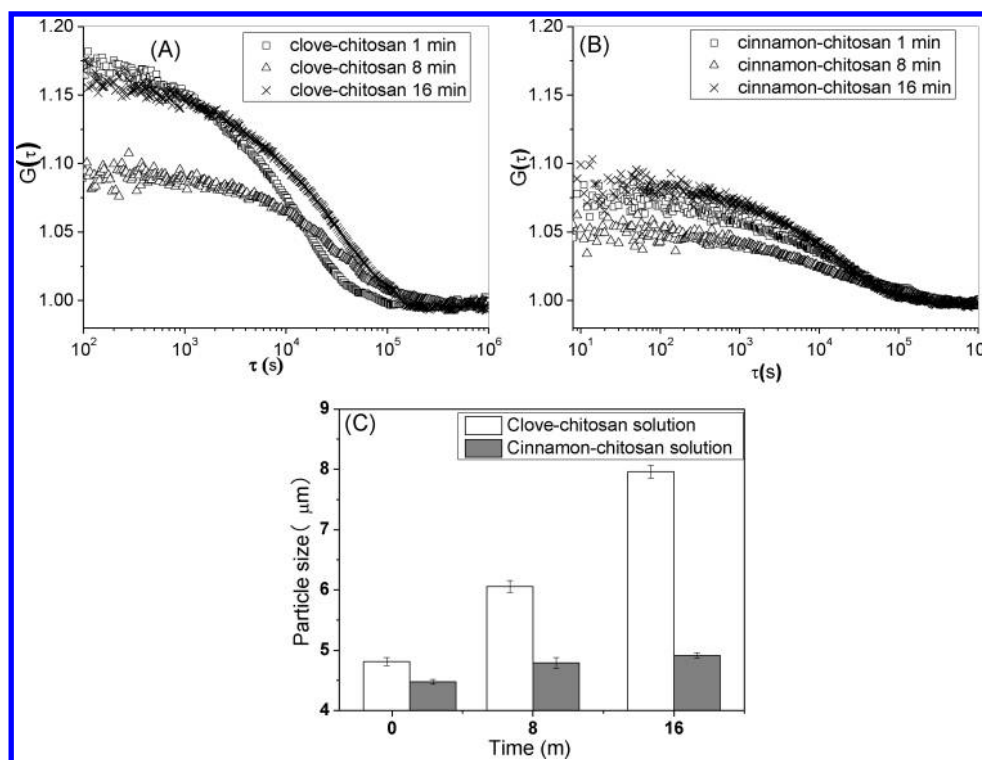 (A)
clove-chitosan 1 min
clove-chitosan 8 min
clove-chitosan 16 min
1.20
1.15
1.10
1.05
1.00
G(τ)
10² 10³ 10⁴ 10⁵ 10⁶
τ (s)
(B)
cinnamon-chitosan 1 min
cinnamon-chitosan 8 min
cinnamon-chitosan 16 min
1.20
1.15
1.10
1.05
1.00
G(τ)
10¹ 10² 10³ 10⁴ 10⁵ 10
τ(s)
(C)
Clove-chitosan solution
Cinnamon-chitosan solution
9
8
7
6
5
4
Particle size( μm)
0 8 16
Time (m)